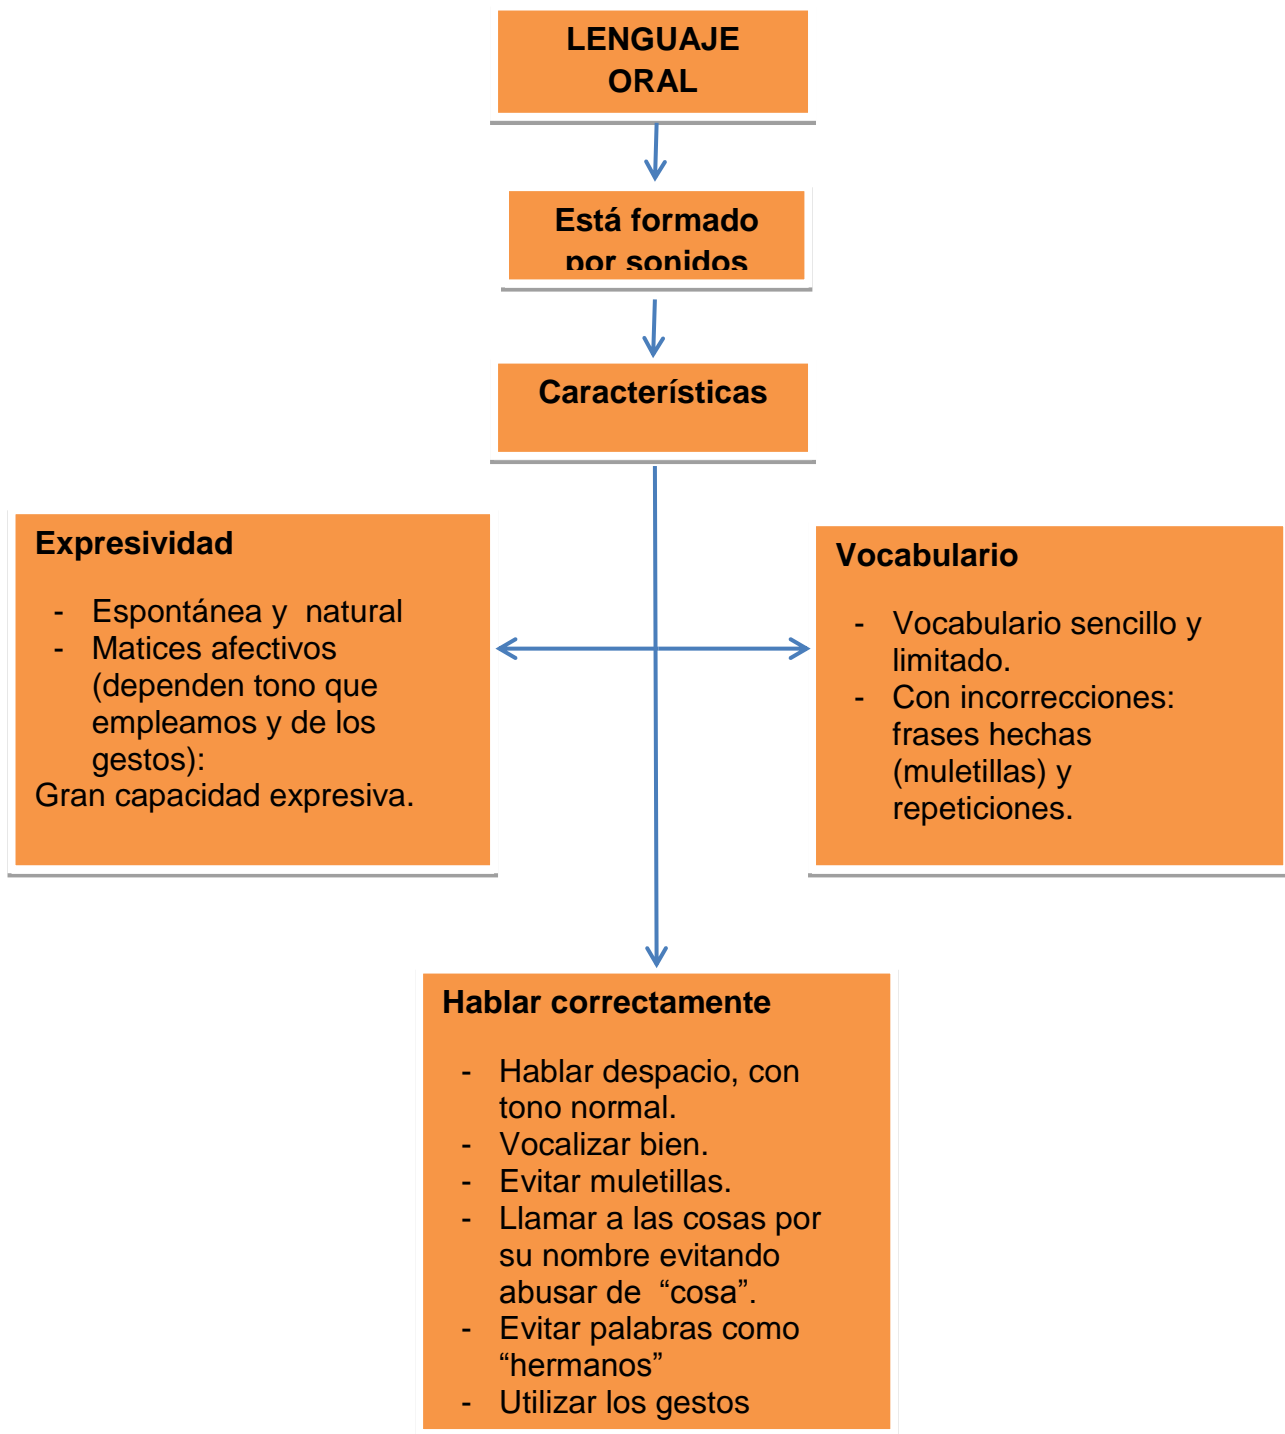 LENGUAJE
ORAL
Está formado
por sonidos
Característícas
Expresividad
- Espontánea y  natural
- Matices afectivos
(dependen tono que
empleamos y de los
gestos):
Gran capacidad expresiva.
Vocabulario
- Vocabulario sencillo y
limitado.
- Con incorrecciones:
frases hechas
(muletillas) y
repeticiones.
Hablar correctamente
- Hablar despacio, con
tono normal.
- Vocalizar bien.
- Evitar muletillas.
- Llamar a las cosas por
su nombre evitando
abusar de  “cosa”.
- Evitar palabras como
“hermanos”
- Utilizar los gestos